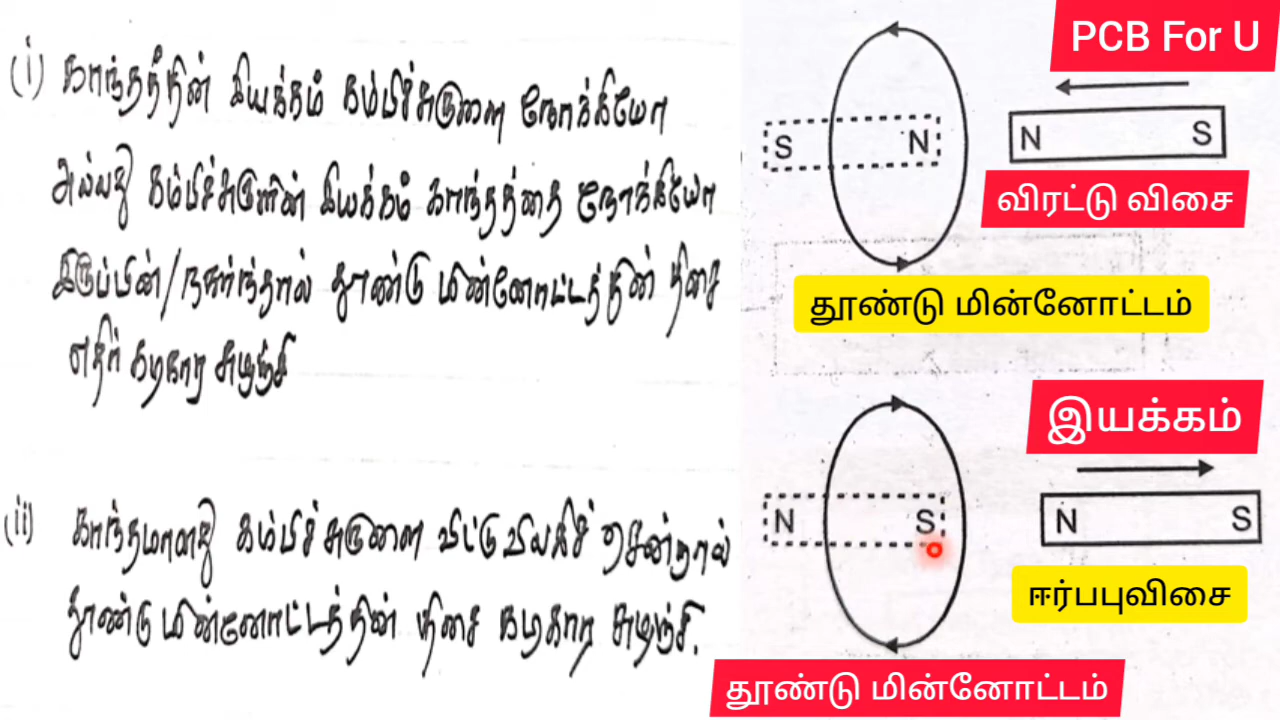 (i) காந்தத்தின் இயக்கம் கம்பிச்சுருளை நோக்கியோ
அல்லது கம்பிச்சுருளின் இயக்கம் காந்தத்தை நோக்கியோ
இருப்பின்/நகர்ந்தால் தூண்டு மின்னோட்டத்தின் திசை
எதிர் கடிகார சுழற்சி
(ii) காந்தமானது கம்பிச்சுருளை விட்டு விலகிச் சென்றால்
தூண்டு மின்னோட்டத்தின் திசை கடிகார சுழற்சி.
PCB For U
S N
N S
விரட்டு விசை
தூண்டு மின்னோட்டம்
இயக்கம்
N S
N S
ஈர்பபுவிசை
தூண்டு மின்னோட்டம்